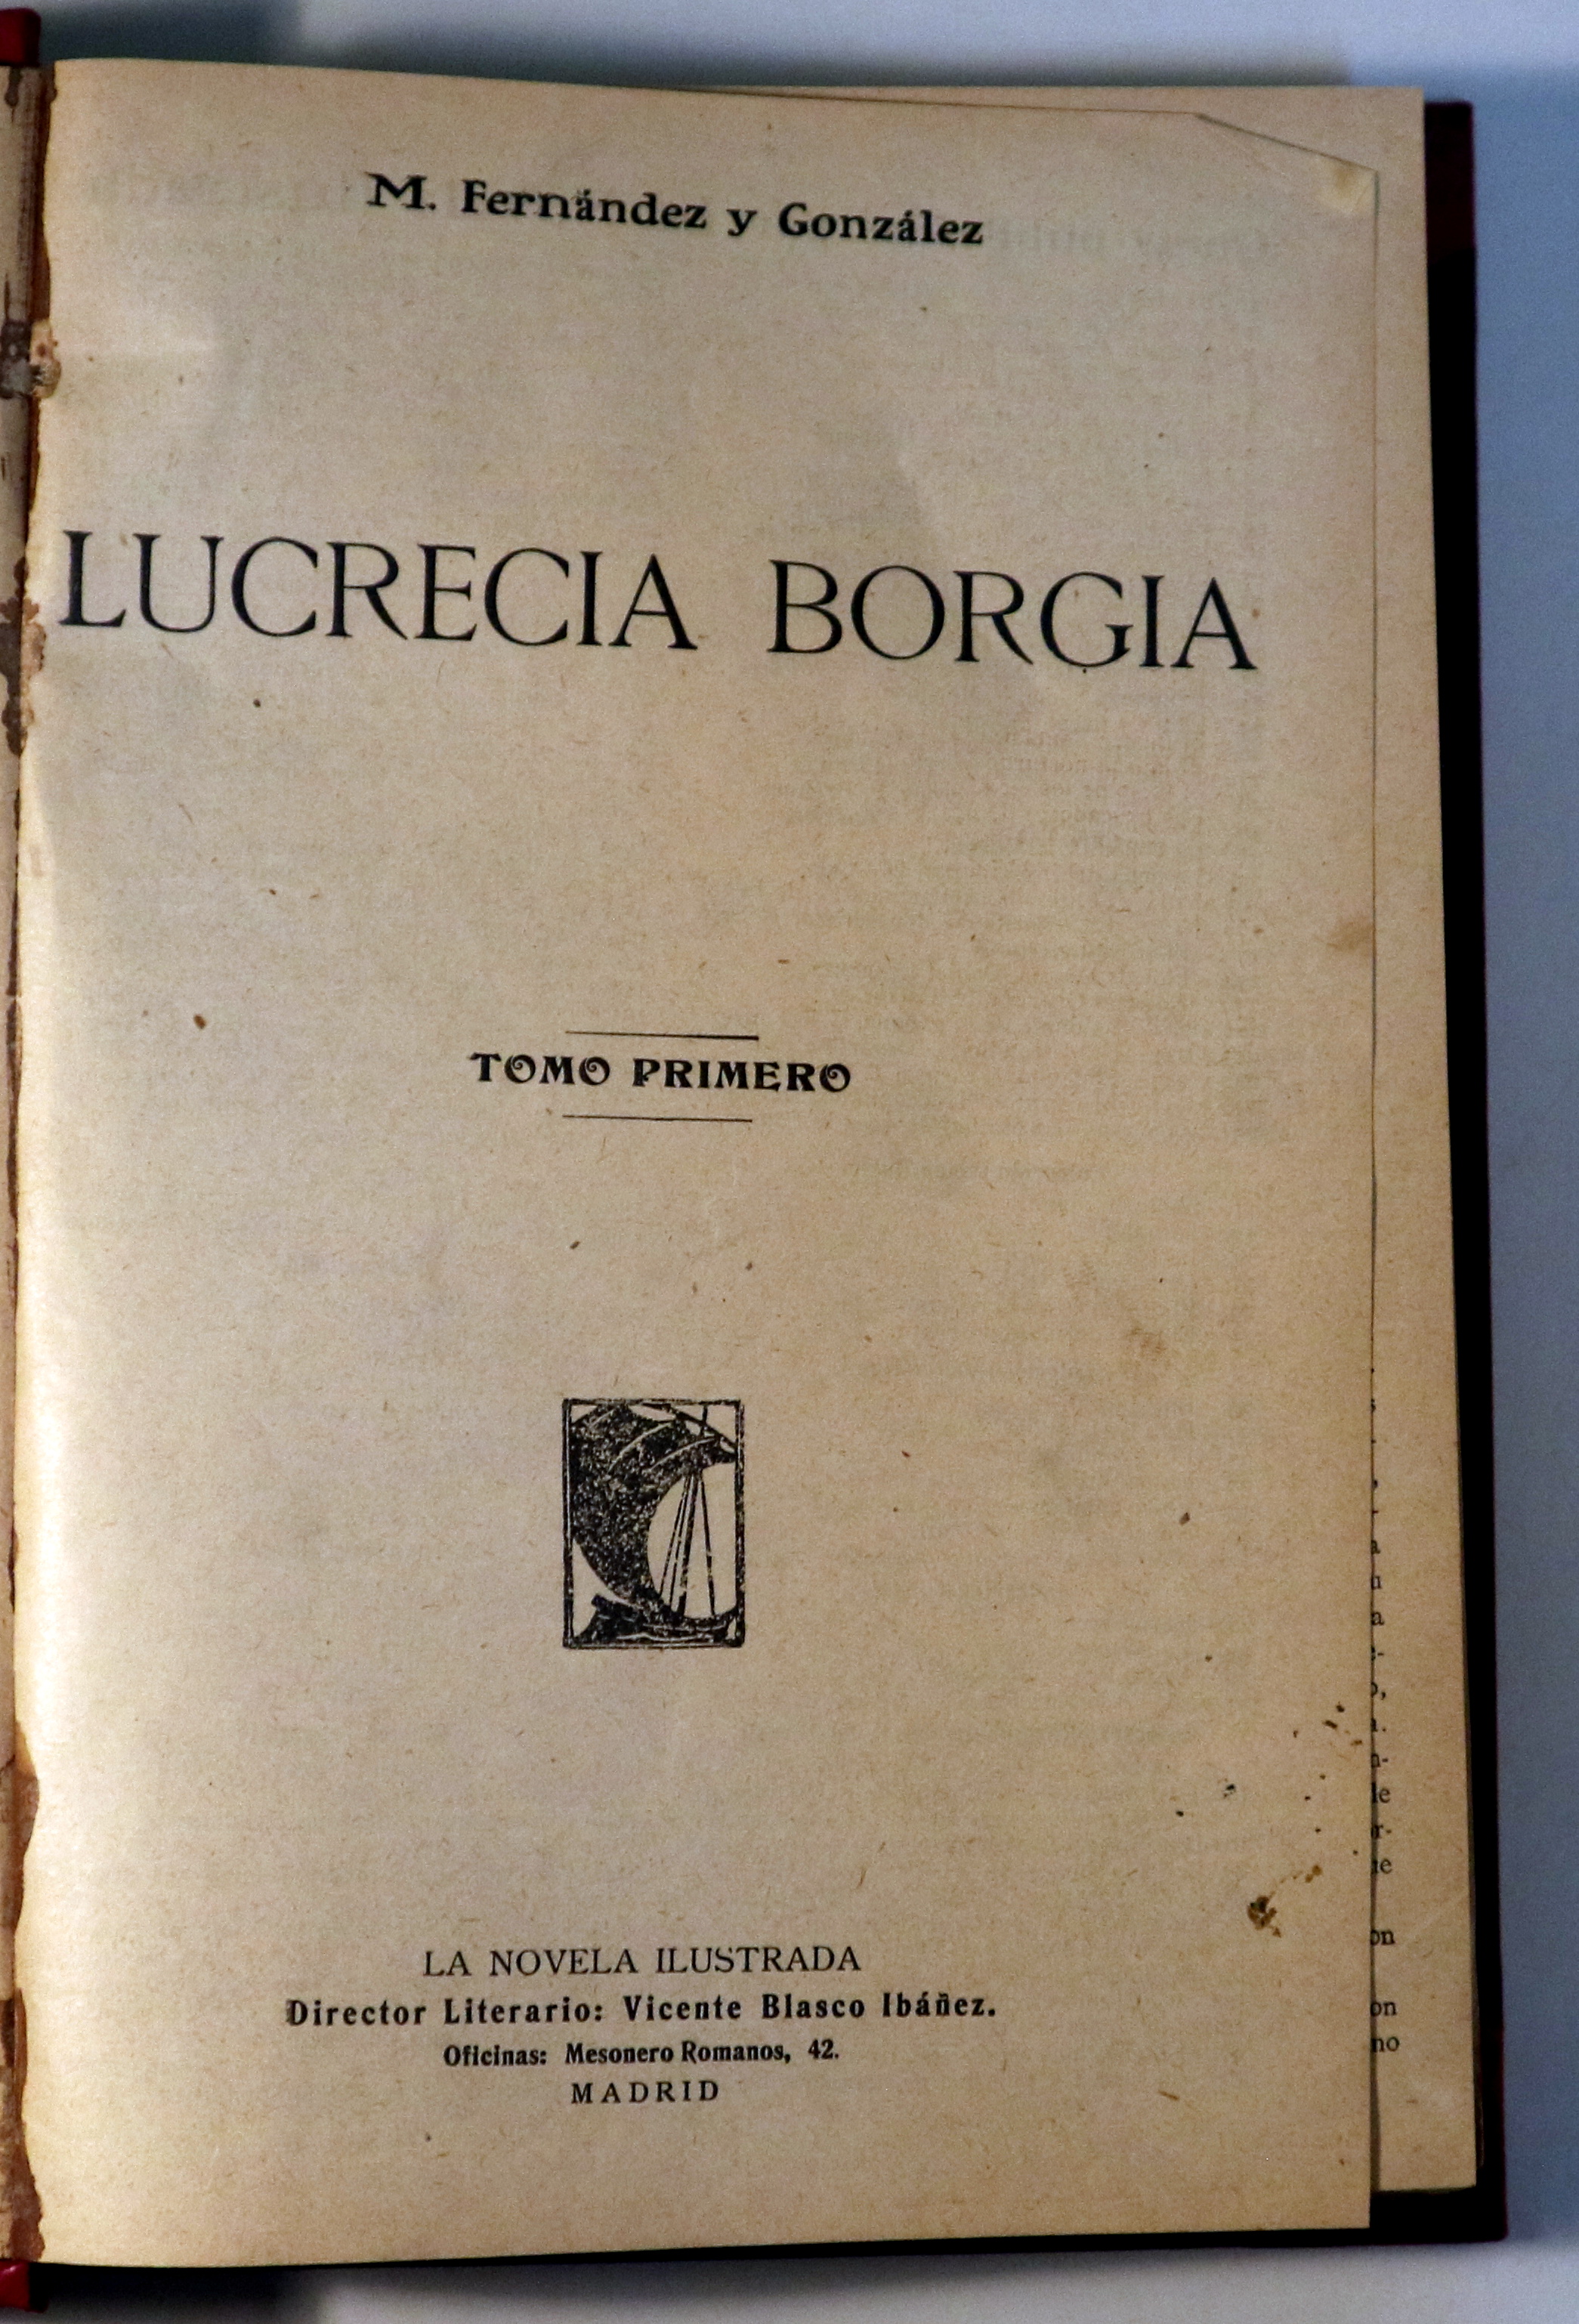 M. Fernández y González
LUCRECIA BORGIA
TOMO PRIMERO
LA NOVELA ILUSTRADA
Director Literario: Vicente Blasco Ibáñez.
Oficinas: Mesonero Romanos, 42.
MADRID